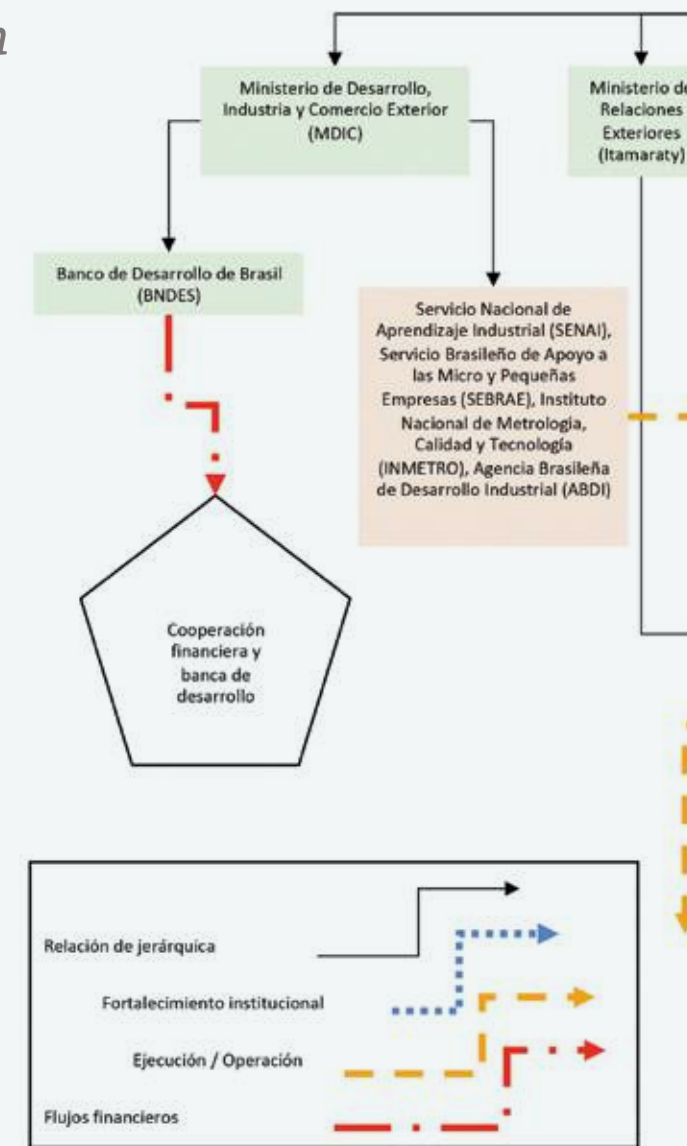 Ministerio de Desarrollo,
Industria y Comercio Exterior
(MDIC)
Ministerio de
Relaciones
Exteriores
(Itamaraty)
Banco de Desarrollo de Brasil
(BNDES)
Servicio Nacional de
Aprendizaje Industrial (SENAI),
Servicio Brasileño de Apoyo a
las Micro y Pequeñas
Empresas (SEBRAE), Instituto
Nacional de Metrología,
Calidad y Tecnología
(INMETRO), Agencia Brasileña
de Desarrollo Industrial (ABDI)
Cooperación
financiera y
banca de
desarrollo
Relación de jerárquica
Fortalecimiento institucional
Ejecución / Operación
Flujos financieros